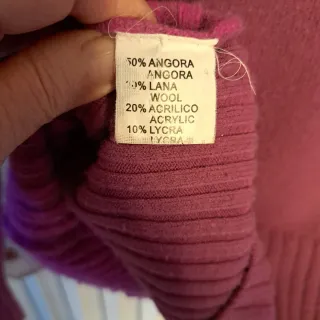 50% ANGORA
ANGORA
LANA
WOOL
20% ACRILICO
ACRYLIC
10% LYCRA
LYCRA